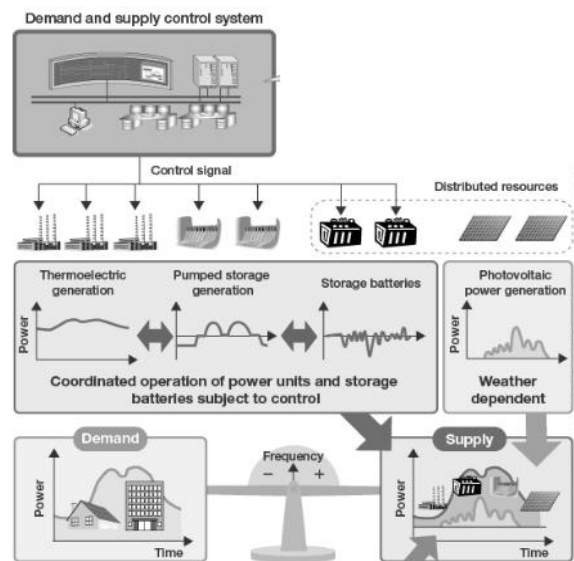 Demand and supply control system
Control signal
Distributed resources
Thermoelectric
generation
Pumped storage
generation
Storage batteries
Photovoltaic
power generation
Power
Power
Power
Power
Coordinated operation of power units and storage
batteries subject to control
Weather
dependent
Demand
Frequency
− +
Supply
Power
Time
Power
Time